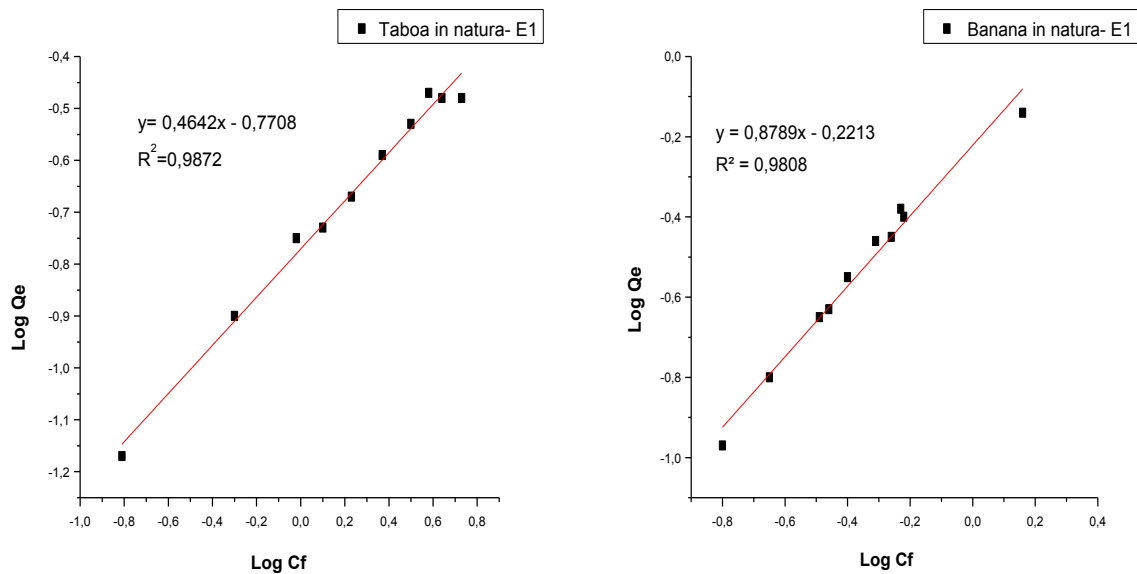 Taboa in natura- E1
-0,4
-0,5
-0,6
-0,7
-0,8
-0,9
-1,0
-1,1
-1,2
y= 0,4642x - 0,7708
R²=0,9872
Log Qe
-1,0 -0,8 -0,6 -0,4 -0,2 0,0 0,2 0,4 0,6 0,8
Log Cf
Banana in natura- E1
0,0
-0,2
-0,4
-0,6
-0,8
-1,0
y = 0,8789x - 0,2213
R² = 0,9808
Log Qe
-0,8 -0,6 -0,4 -0,2 0,0 0,2 0,4
Log Cf